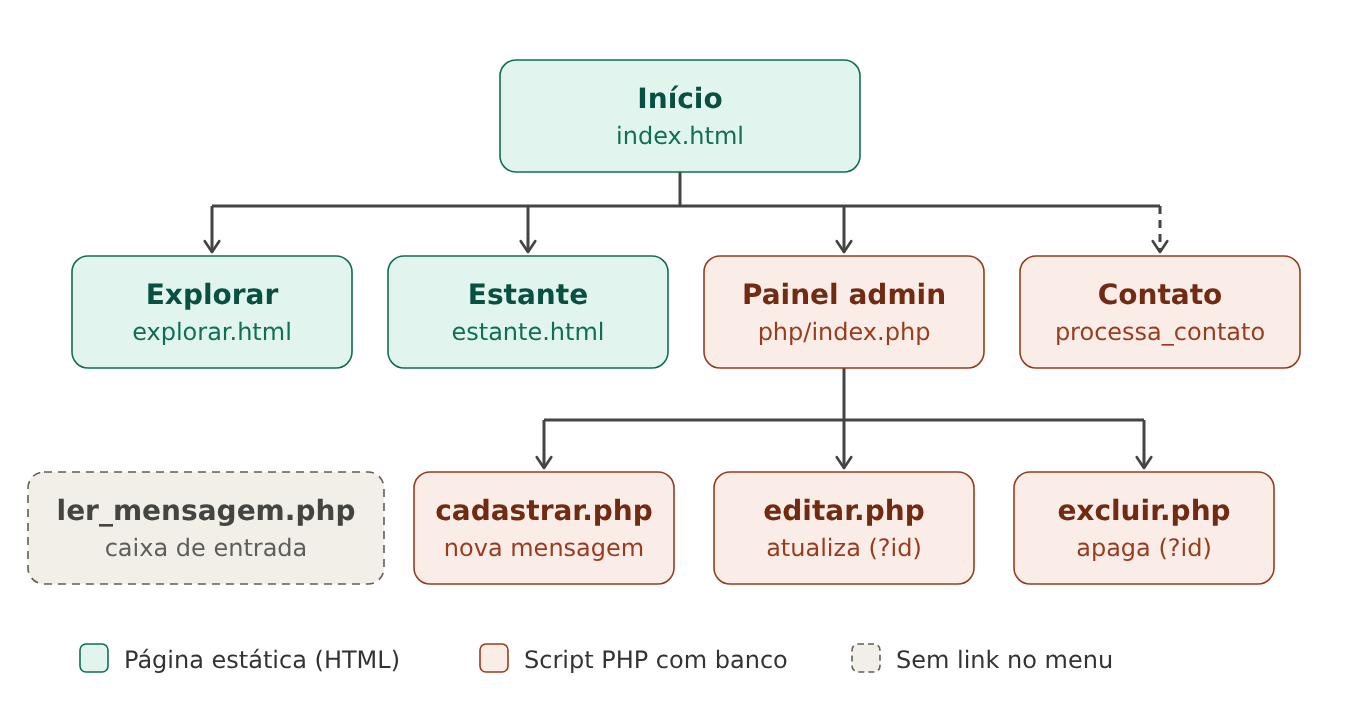 Início
index.html
Explorar
explorar.html
Estante
estante.html
Painel admin
php/index.php
Contato
processa_contato
ler_mensagem.php
caixa de entrada
cadastrar.php
nova mensagem
editar.php
atualiza (?id)
excluir.php
apaga (?id)
Página estática (HTML)
Script PHP com banco
Sem link no menu